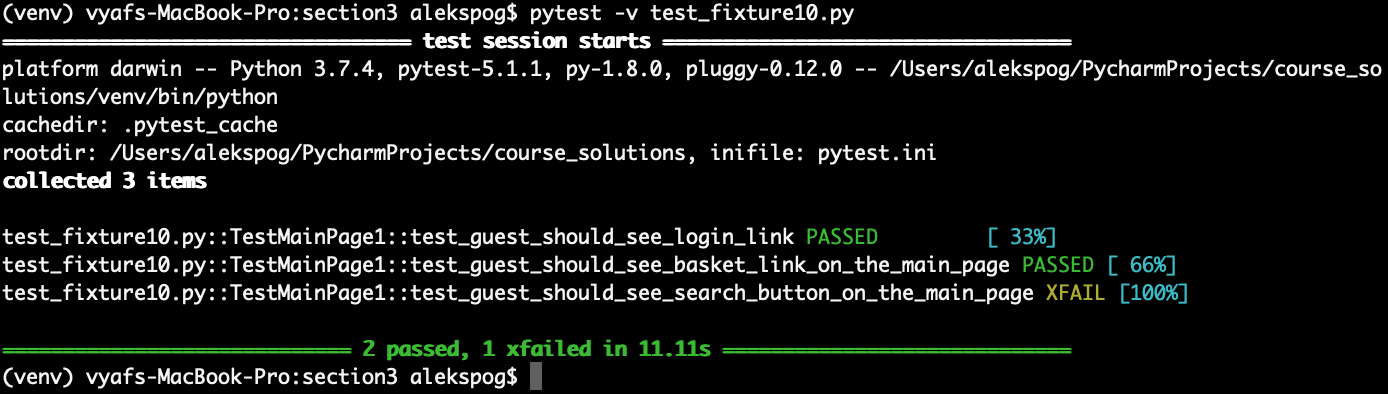 (venv) vyafs-MacBook-Pro:section3 alekspog$ pytest -v test_fixture10.py
================================== test session starts ==================================
platform darwin -- Python 3.7.4, pytest-5.1.1, py-1.8.0, pluggy-0.12.0 -- /Users/alekspog/PycharmProjects/course_so
lutions/venv/bin/python
cachedir: .pytest_cache
rootdir: /Users/alekspog/PycharmProjects/course_solutions, inifile: pytest.ini
collected 3 items
test_fixture10.py::TestMainPage1::test_guest_should_see_login_link PASSED         [ 33%]
test_fixture10.py::TestMainPage1::test_guest_should_see_basket_link_on_the_main_page PASSED [ 66%]
test_fixture10.py::TestMainPage1::test_guest_should_see_search_button_on_the_main_page XFAIL [100%]
============================= 2 passed, 1 xfailed in 11.11s =============================
(venv) vyafs-MacBook-Pro:section3 alekspog$